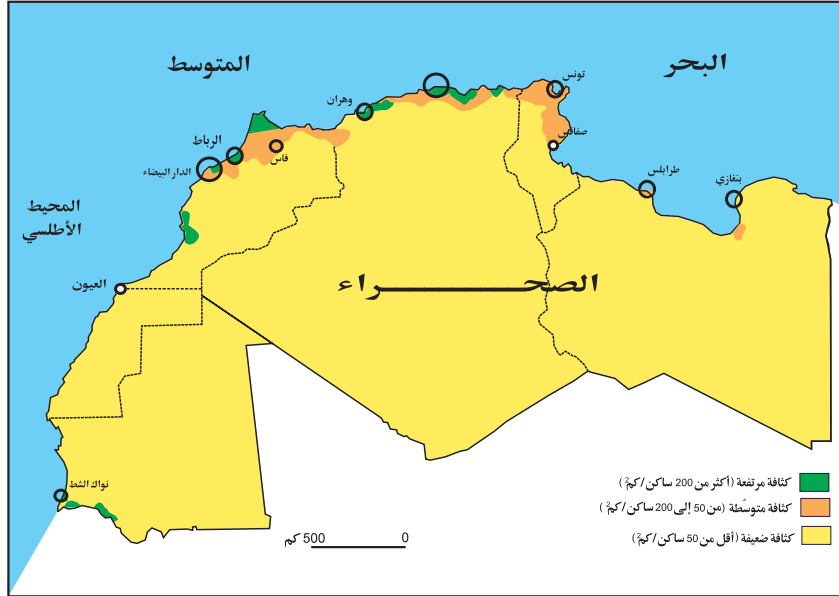 البحر
المتوسط
تونس
وهران
صفاقس
الرباط
فاس
طرابلس
بنغازي
الدار البيضاء
المحيط
الأطلسي
الصحــــــــراء
العيون
نواك الشط
كثافة مرتفعة (أكثر من 200 ساكن/كم²)
كثافة متوسّطة (من 50 إلى 200 ساكن/كم²)
كثافة ضعيفة (أقل من 50 ساكن/كم²)
500 كم
0